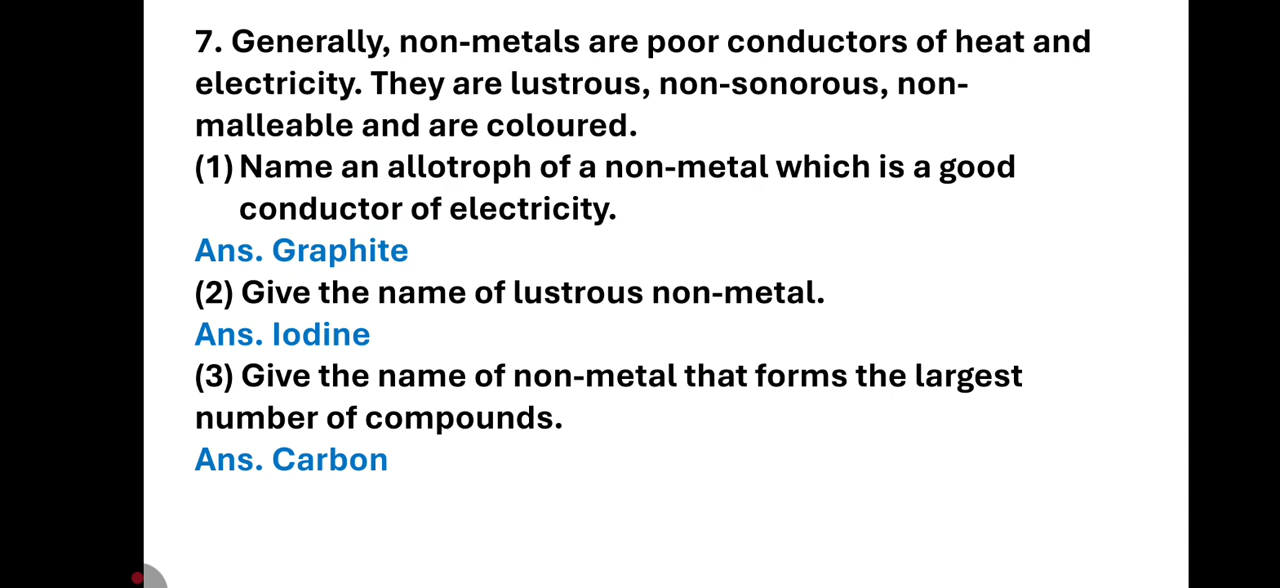 7. Generally, non-metals are poor conductors of heat and
electricity. They are lustrous, non-sonorous, non-
malleable and are coloured.
(1) Name an allotroph of a non-metal which is a good
conductor of electricity.
Ans. Graphite
(2) Give the name of lustrous non-metal.
Ans. Iodine
(3) Give the name of non-metal that forms the largest
number of compounds.
Ans. Carbon